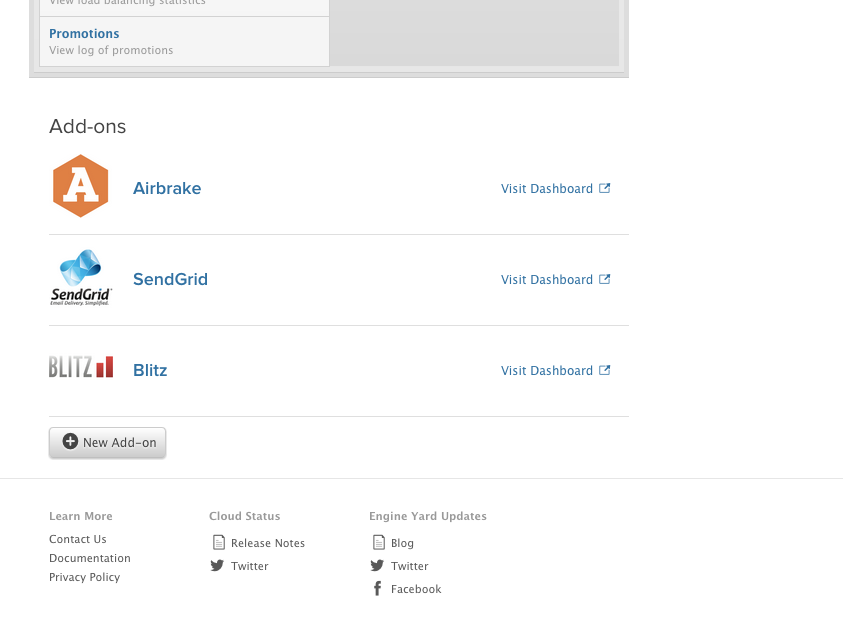 View load balancing statistics
Promotions
View log of promotions
Add-ons
A
Airbrake
Visit Dashboard
SendGrid
Email Delivery. Simplified.
SendGrid
Visit Dashboard
BLITZ
Blitz
Visit Dashboard
New Add-on
Learn More
Contact Us
Documentation
Privacy Policy
Cloud Status
Release Notes
Twitter
Engine Yard Updates
Blog
Twitter
Facebook